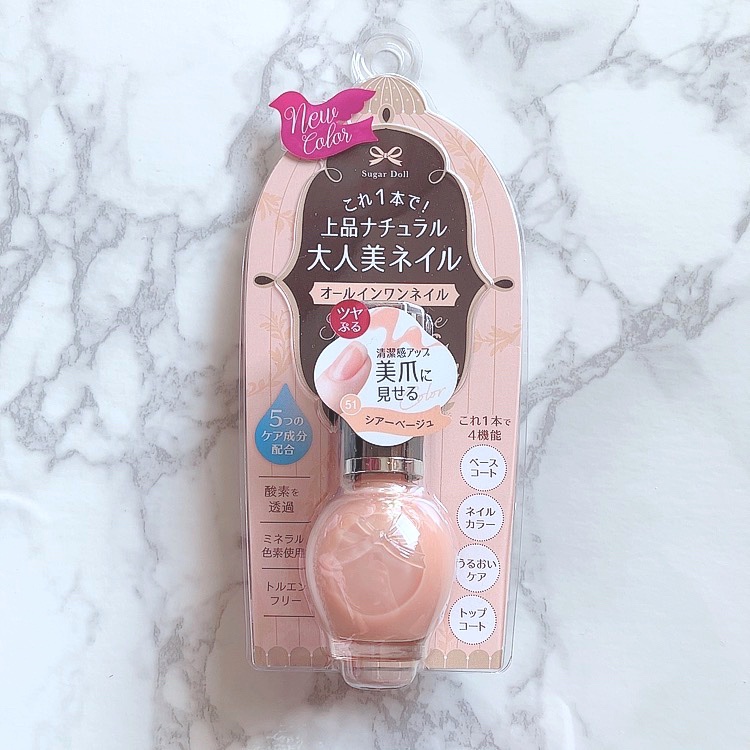 New
Color
Sugar Doll
これ1本で!
上品ナチュラル
大人美ネイル
オールインワンネイル
ツヤ
ぷる
清潔感アップ
美爪に
見せる
Color
51
シアーベージュ
5つの
ケア成分
配合
酸素を
透過
ミネラル
色素使用
トルエン
フリー
これ1本で
4機能
ベース
コート
ネイル
カラー
うるおい
ケア
トップ
コート